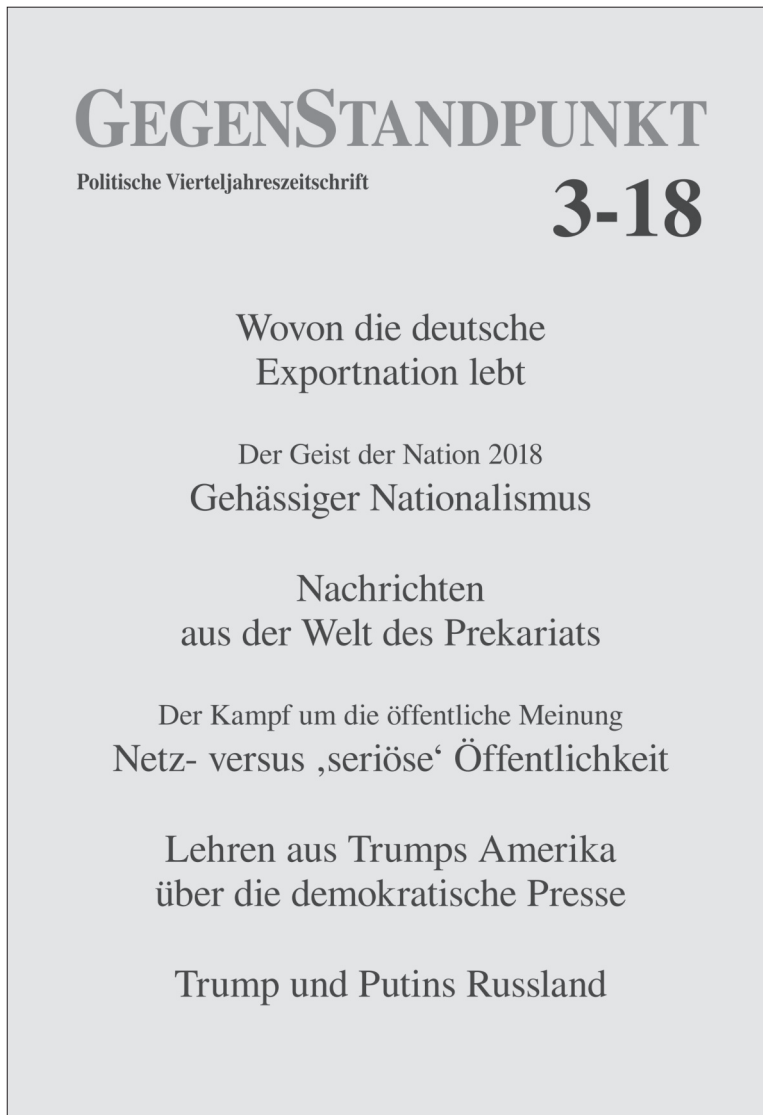 GEGENSTANDPUNKT
Politische Vierteljahreszeitschrift
3-18
Wovon die deutsche
Exportnation lebt
Der Geist der Nation 2018
Gehässiger Nationalismus
Nachrichten
aus der Welt des Prekariats
Der Kampf um die öffentliche Meinung
Netz- versus ‚seriöse‘ Öffentlichkeit
Lehren aus Trumps Amerika
über die demokratische Presse
Trump und Putins Russland